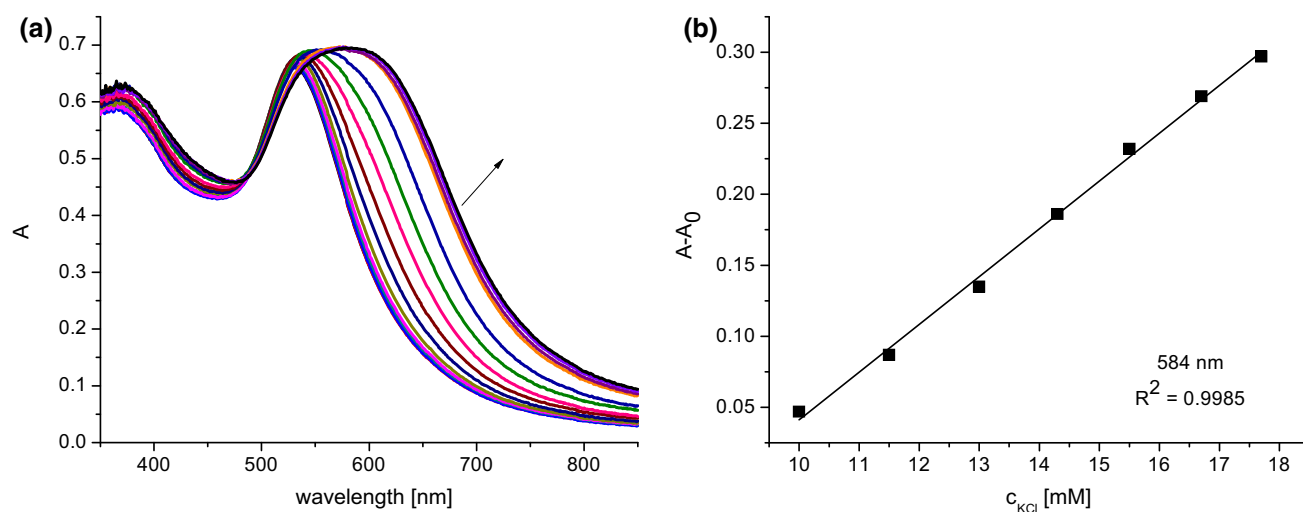 (a)
0.7
0.6
0.5
0.4
0.3
0.2
0.1
0.0
A
400 500 600 700 800
wavelength [nm]
(b)
0.30
0.25
0.20
0.15
0.10
0.05
A-A0
584 nm
R2 = 0.9985
10 11 12 13 14 15 16 17 18
cKCl [mM]